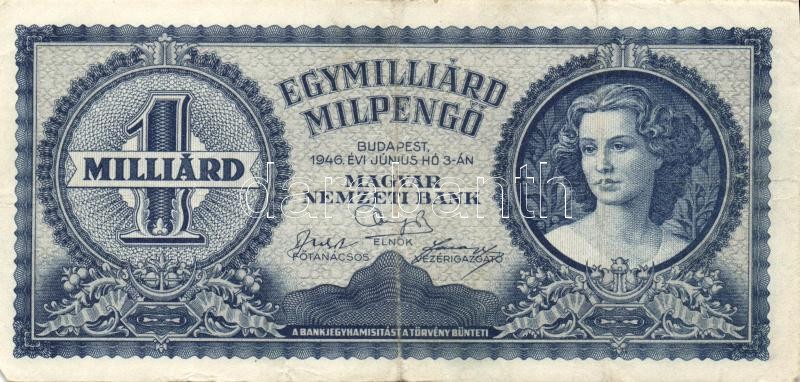 EGYMILLIÁRD
MILPENGŐ
1
MILLIÁRD
BUDAPEST,
1946. ÉVI JÚNIUS HÓ 3-ÁN
MAGYAR
NEMZETI BANK
ELNÖK
FŐTANÁCSOS VEZÉRIGAZGATÓ
A BANKJEGYHAMISÍTÁST A TÖRVÉNY BÜNTETI
darabanth